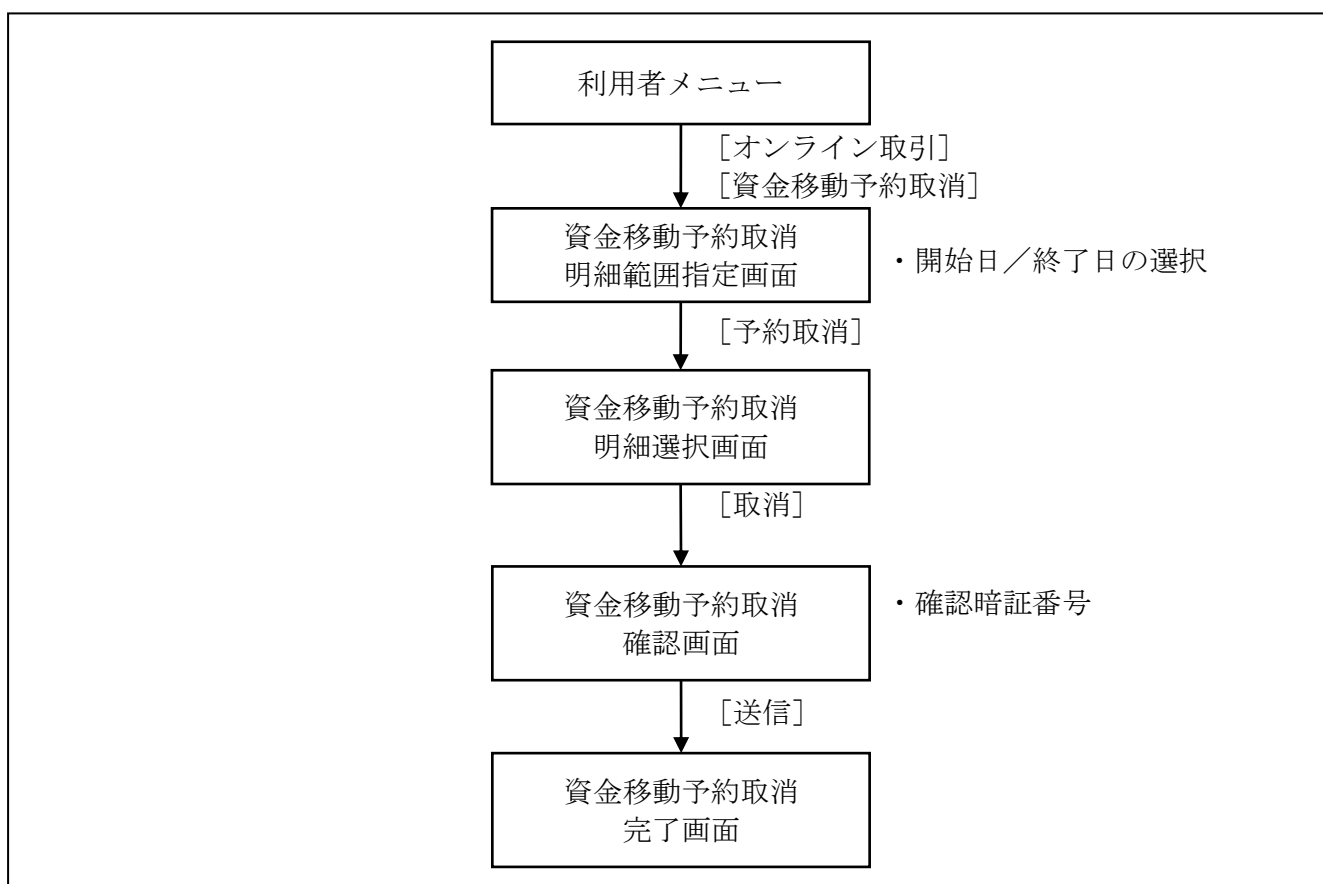 利用者メニュー
［オンライン取引］
［資金移動予約取消］
資金移動予約取消
明細範囲指定画面
・開始日／終了日の選択
［予約取消］
資金移動予約取消
明細選択画面
［取消］
資金移動予約取消
確認画面
・確認暗証番号
［送信］
資金移動予約取消
完了画面